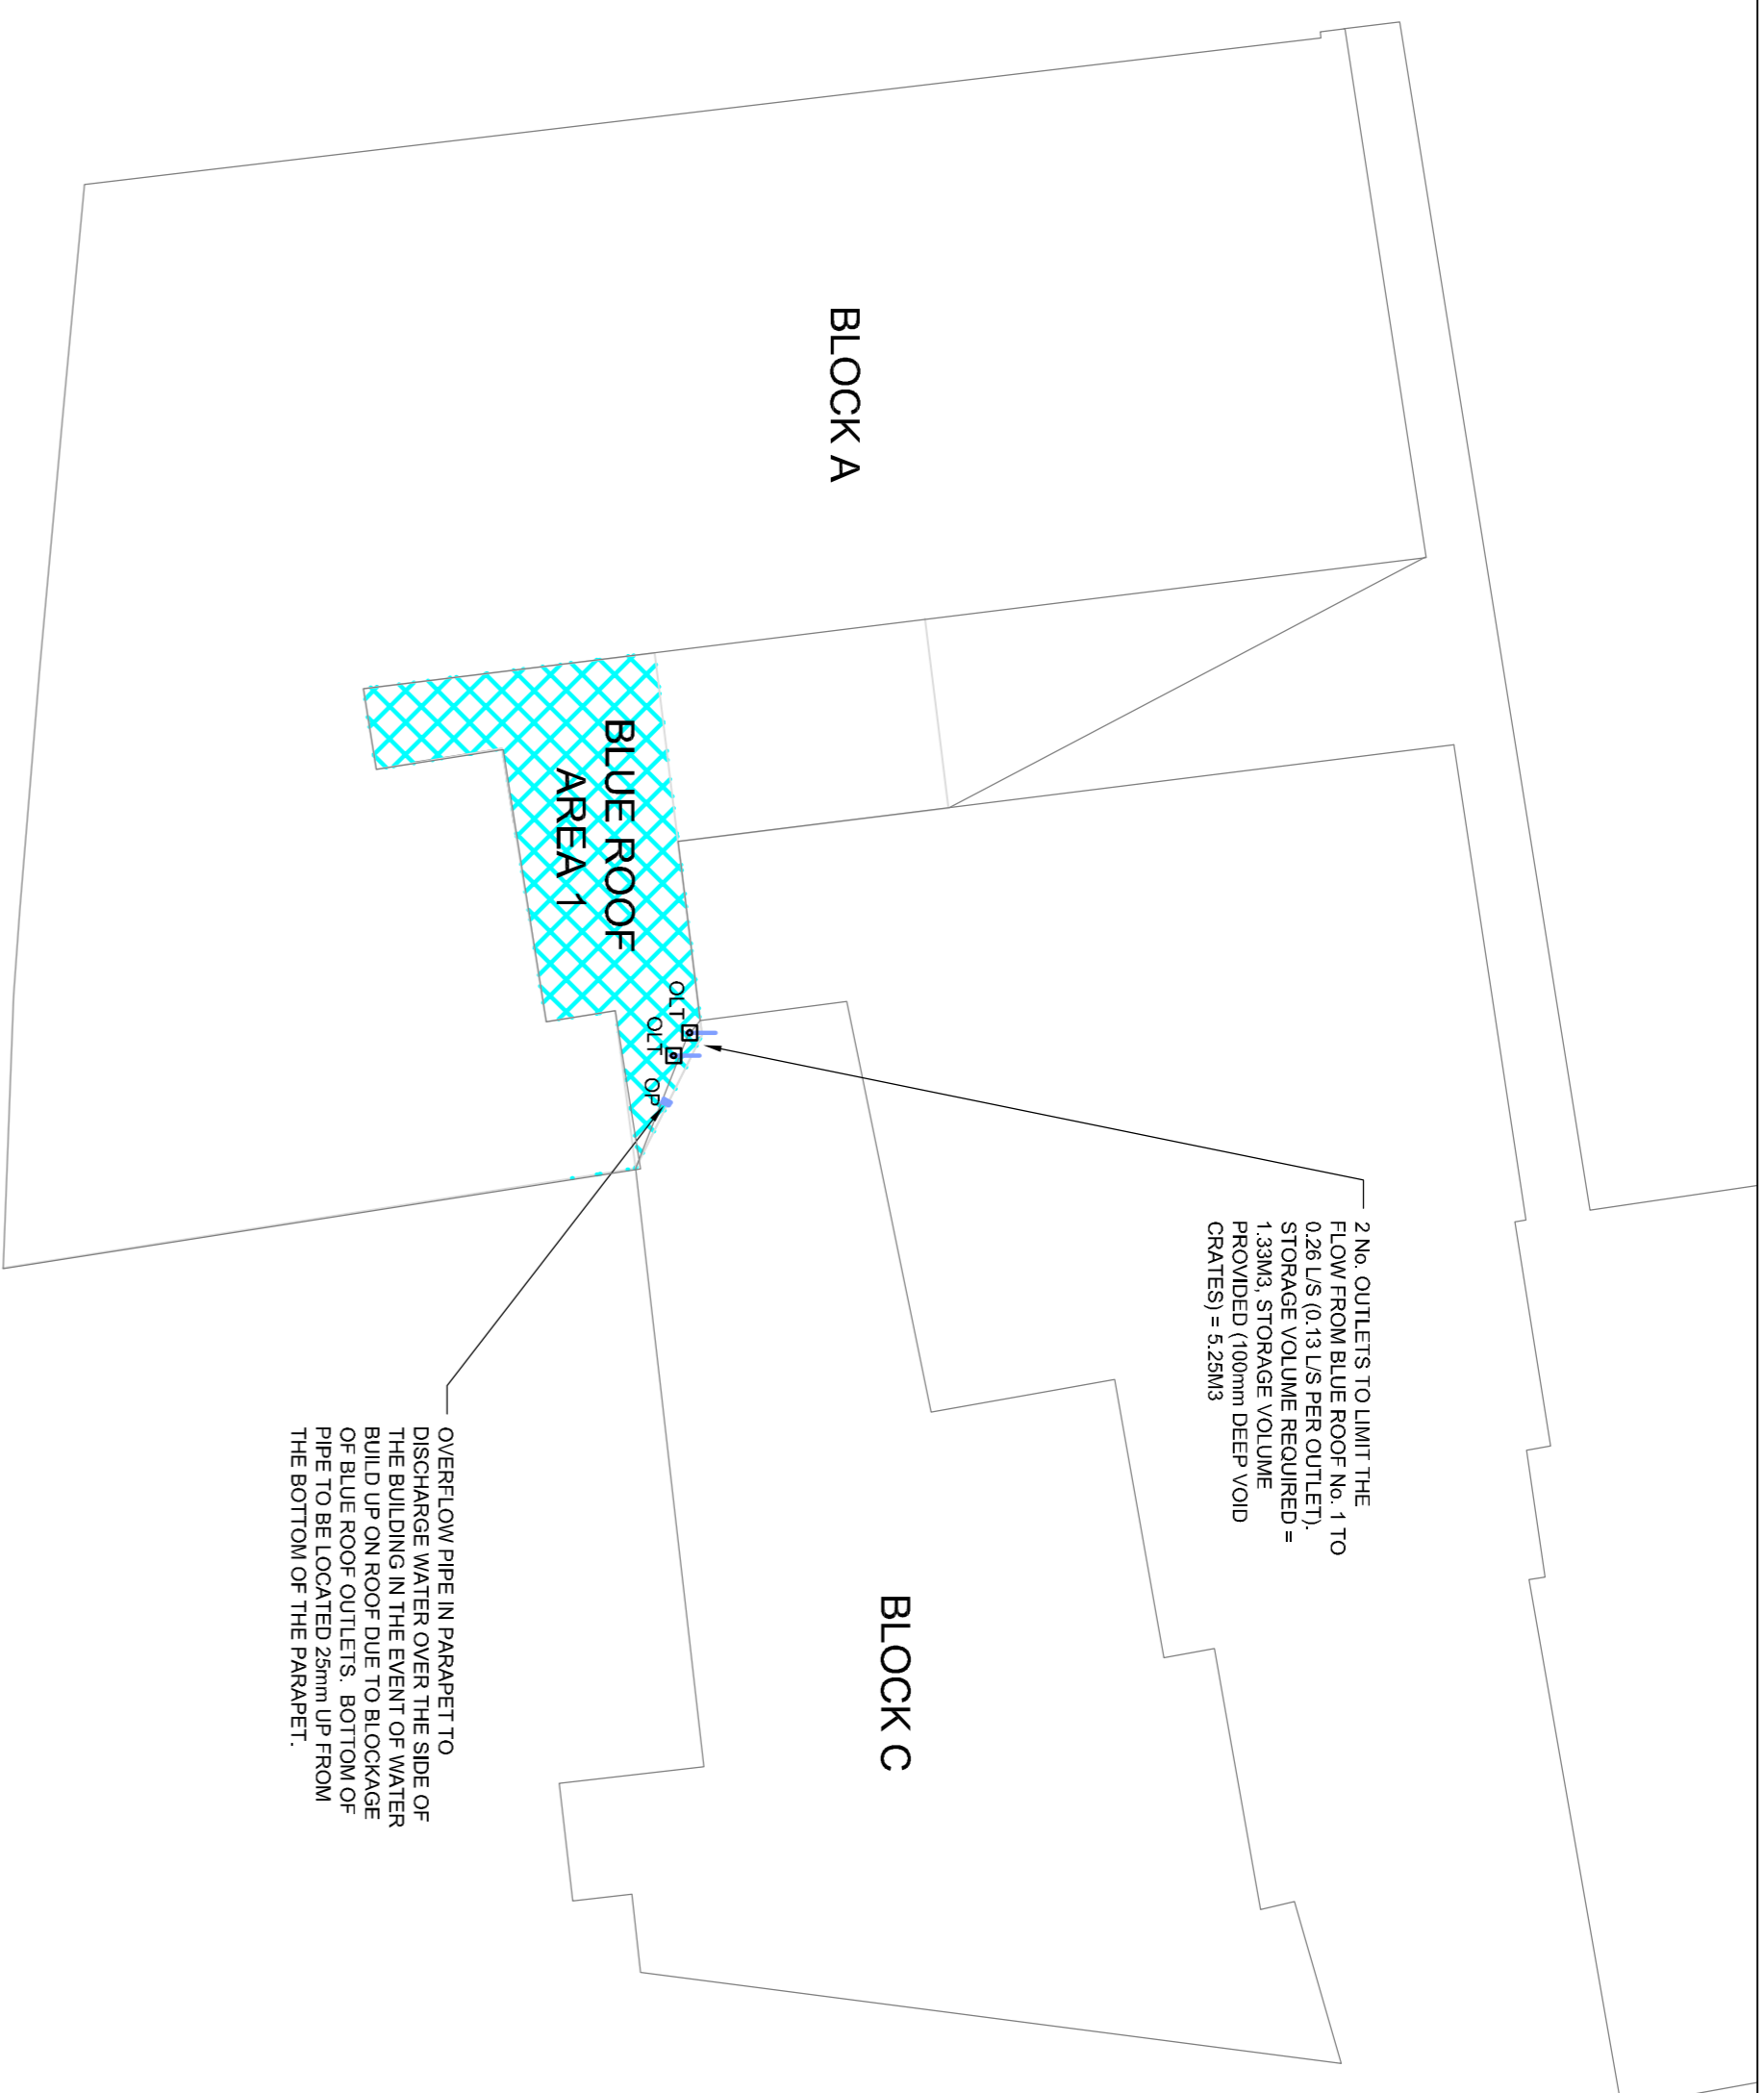 2 No. OUTLETS TO LIMIT THE
FLOW FROM BLUE ROOF No. 1 TO
0.26 L/S (0.13 L/S PER OUTLET).
STORAGE VOLUME REQUIRED =
1.33M3, STORAGE VOLUME
PROVIDED (100mm DEEP VOID
CRATES) = 5.25M3
BLOCK C
BLOCK A
OLT
OLT
OP
BLUE ROOF
AREA 1
OVERFLOW PIPE IN PARAPET TO
DISCHARGE WATER OVER THE SIDE OF
THE BUILDING IN THE EVENT OF WATER
BUILD UP ON ROOF DUE TO BLOCKAGE
OF BLUE ROOF OUTLETS. BOTTOM OF
PIPE TO BE LOCATED 25mm UP FROM
THE BOTTOM OF THE PARAPET.